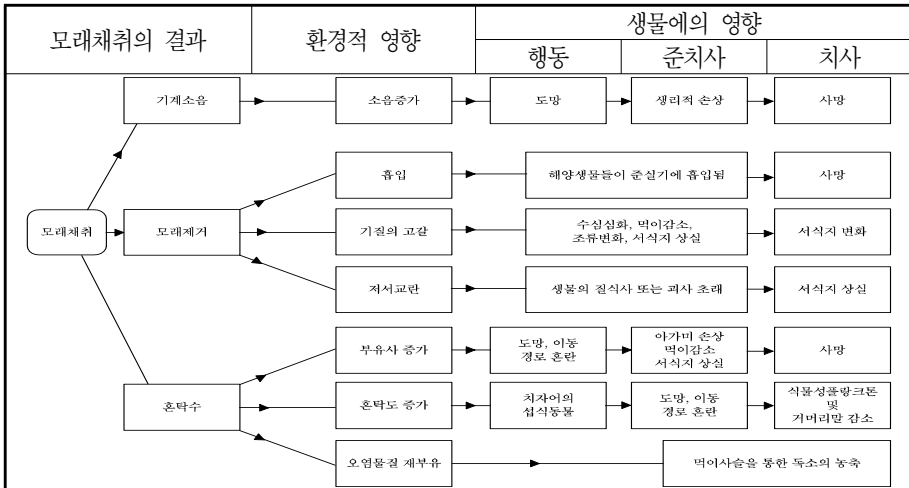 모래채취의 결과
환경적 영향
생물에의 영향
행동
준치사
치사
기계소음
소음증가
도망
생리적 손상
사망
흡입
해양생물들이 준설기에 흡입됨
사망
모래채취
모래제거
기질의 고갈
수심심화, 먹이감소,
조류변화, 서식지 상실
서식지 변화
저서교란
생물의 질식사 또는 괴사 초래
서식지 상실
부유사 증가
도망, 이동
경로 혼란
아가미 손상
먹이감소
서식지 상실
사망
혼탁수
혼탁도 증가
치자어의
섭식동물
도망, 이동
경로 혼란
식물성플랑크톤
및
거머리말 감소
오염물질 재부유
먹이사슬을 통한 독소의 농축